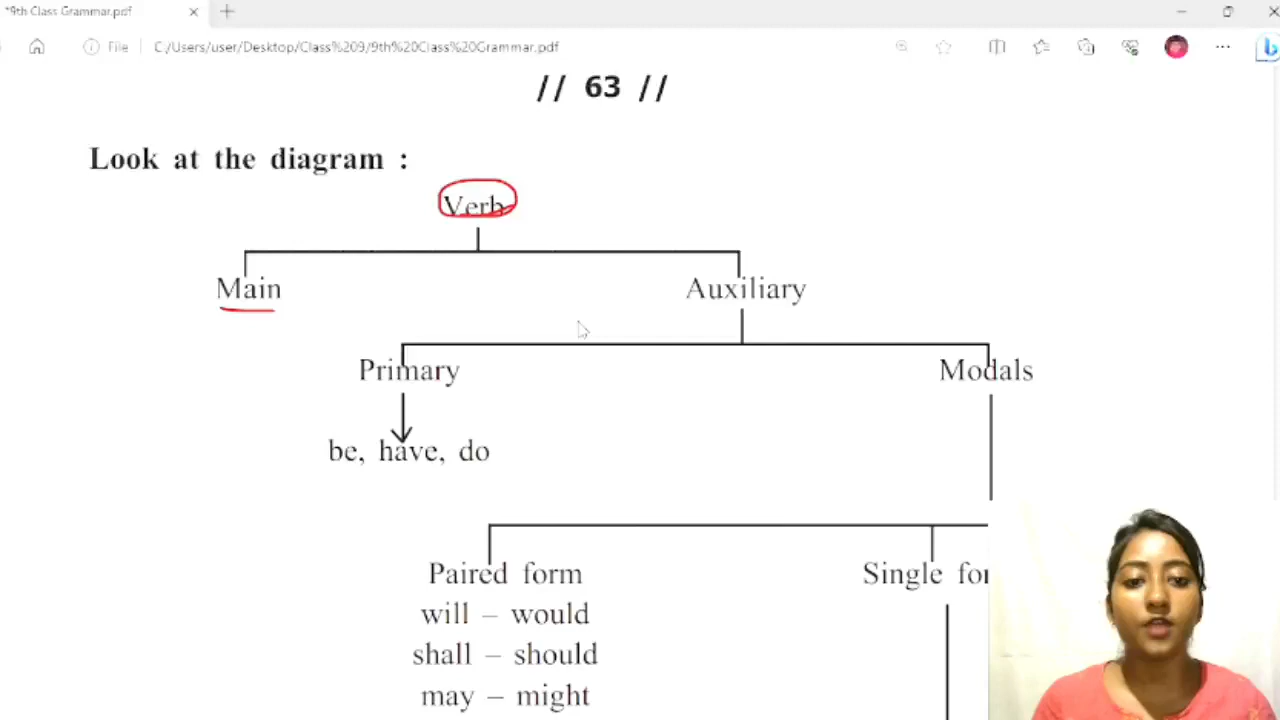 *9th Class Grammar.pdf
File C:/Users/user/Desktop/Class%209/9th%20Class%20Grammar.pdf
// 63 //
Look at the diagram :
Verb
Main Auxiliary
Primary Modals
be, have, do
Paired form Single
will – would
shall – should
may – might